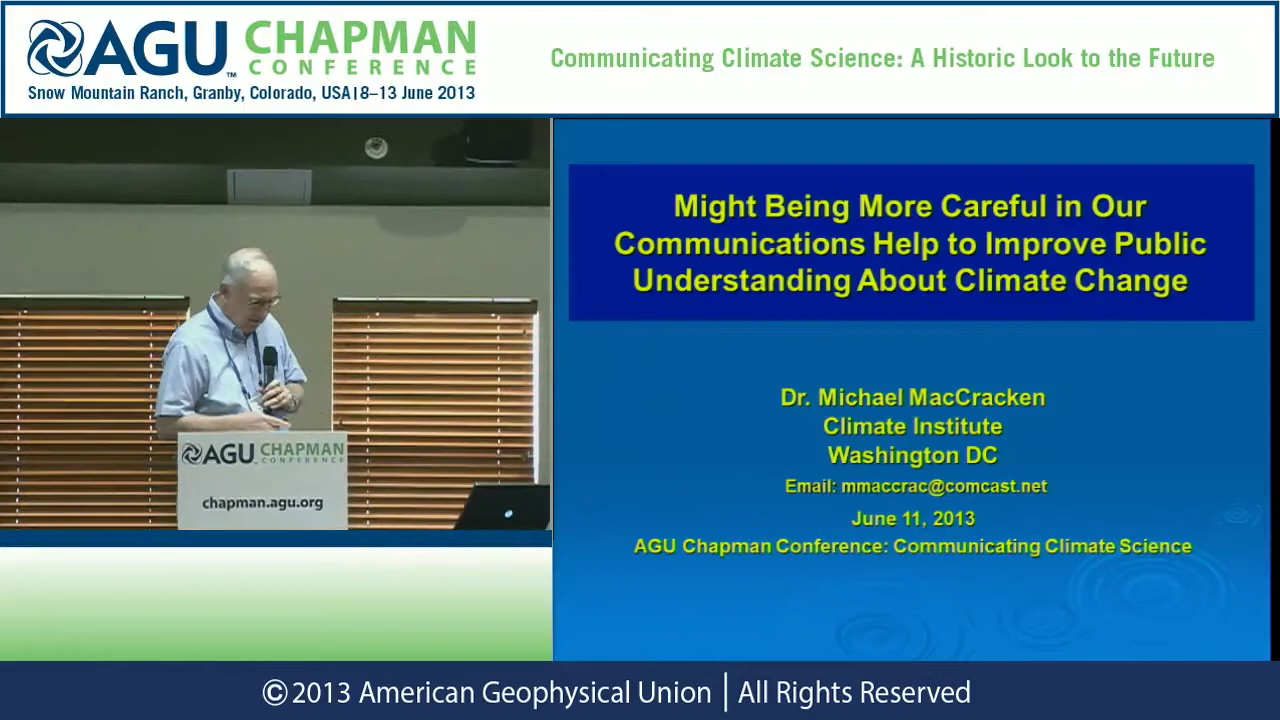 AGU CHAPMAN
CONFERENCE
TM
Snow Mountain Ranch, Granby, Colorado, USA|8–13 June 2013
Communicating Climate Science: A Historic Look to the Future
Might Being More Careful in Our
Communications Help to Improve Public
Understanding About Climate Change
Dr. Michael MacCracken
Climate Institute
Washington DC
Email: mmaccrac@comcast.net
June 11, 2013
AGU Chapman Conference: Communicating Climate Science
AGU CHAPMAN
CONFERENCE
chapman.agu.org
©2013 American Geophysical Union | All Rights Reserved